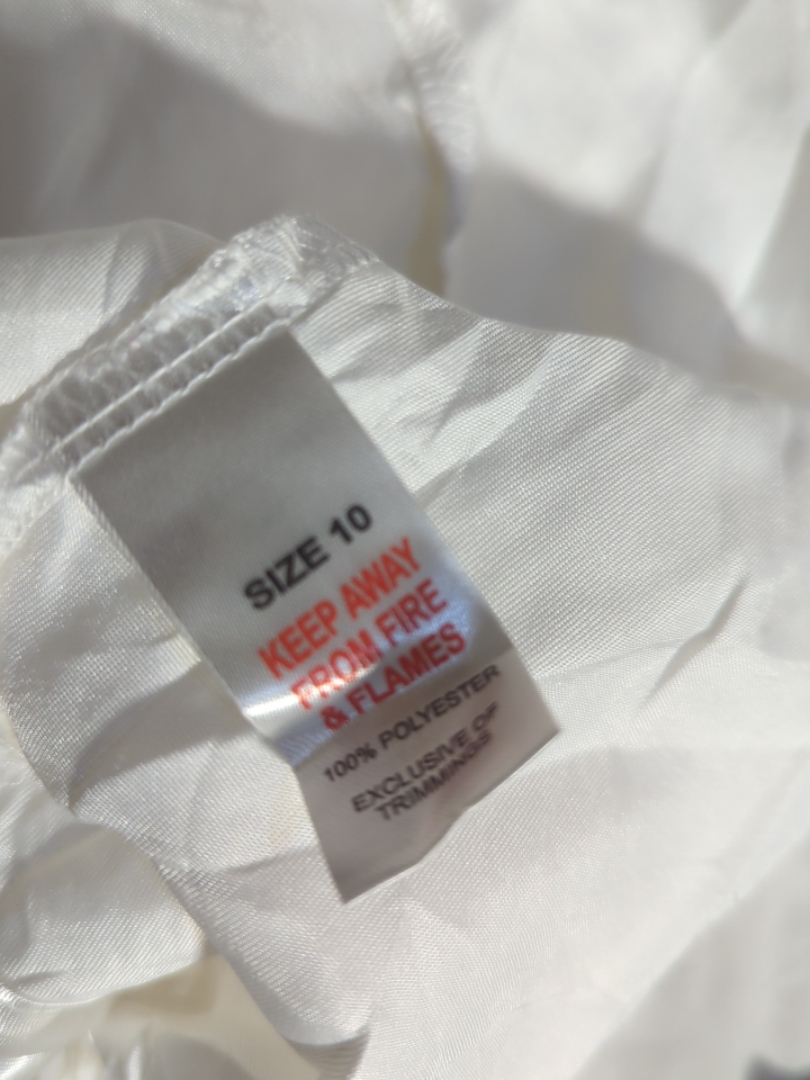 SIZE 10
KEEP AWAY
FROM FIRE
& FLAMES
100% POLYESTER
EXCLUSIVE OF
TRIMMINGS